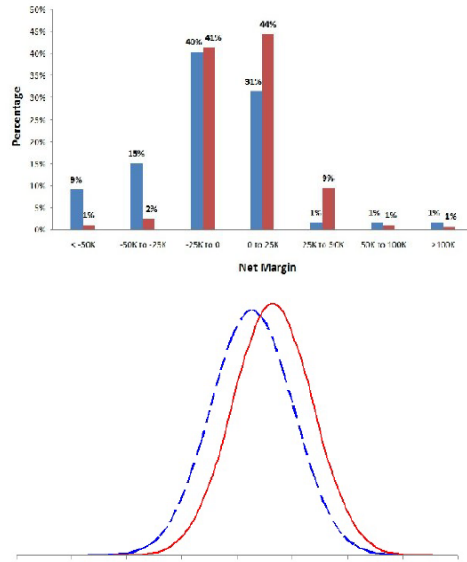 50%
45%
40%
35%
30%
25%
20%
15%
10%
5%
0%
Percentage
9% 1% 15% 2% 40% 41% 31% 44% 1% 9% 1% 1% 1% 1%
< -50K -50K to -25K -25K to 0 0 to 25K 25K to 50K 50K to 100K >100K
Net Margin